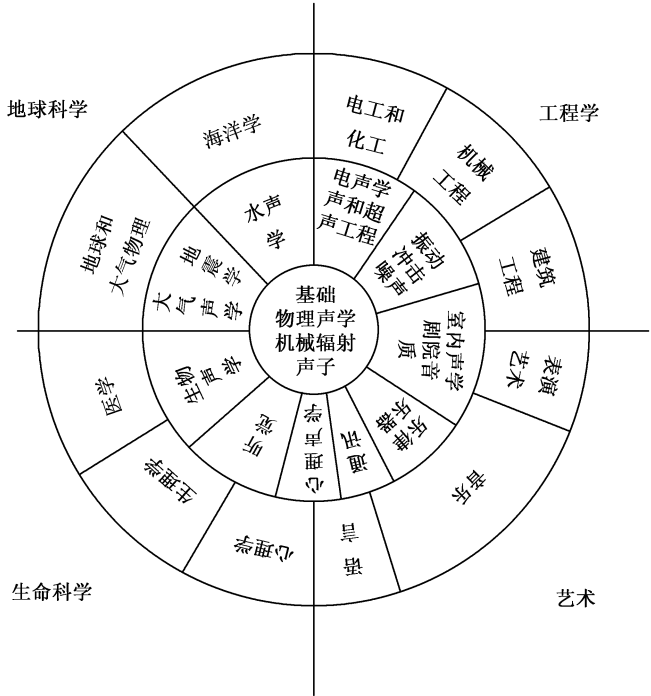 地球科学
工程学
海洋学
电工和
化工
机械
工程
地球和
大气物理
建筑
工程
水声
学
电声学
声和超
声工程
地震学
大气声学
振动
冲击
噪声
基础
物理声学
机械辐射
声子
室内声学
剧院音
质
表演
艺术
医学
生物
声学
听觉
心理声学
通讯
乐律
乐器
生理学
心理学
语言
音乐
生命科学
艺术